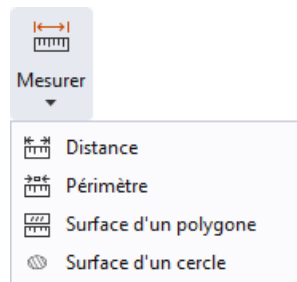 Mesurer
Distance
Périmètre
Surface d'un polygone
Surface d'un cercle